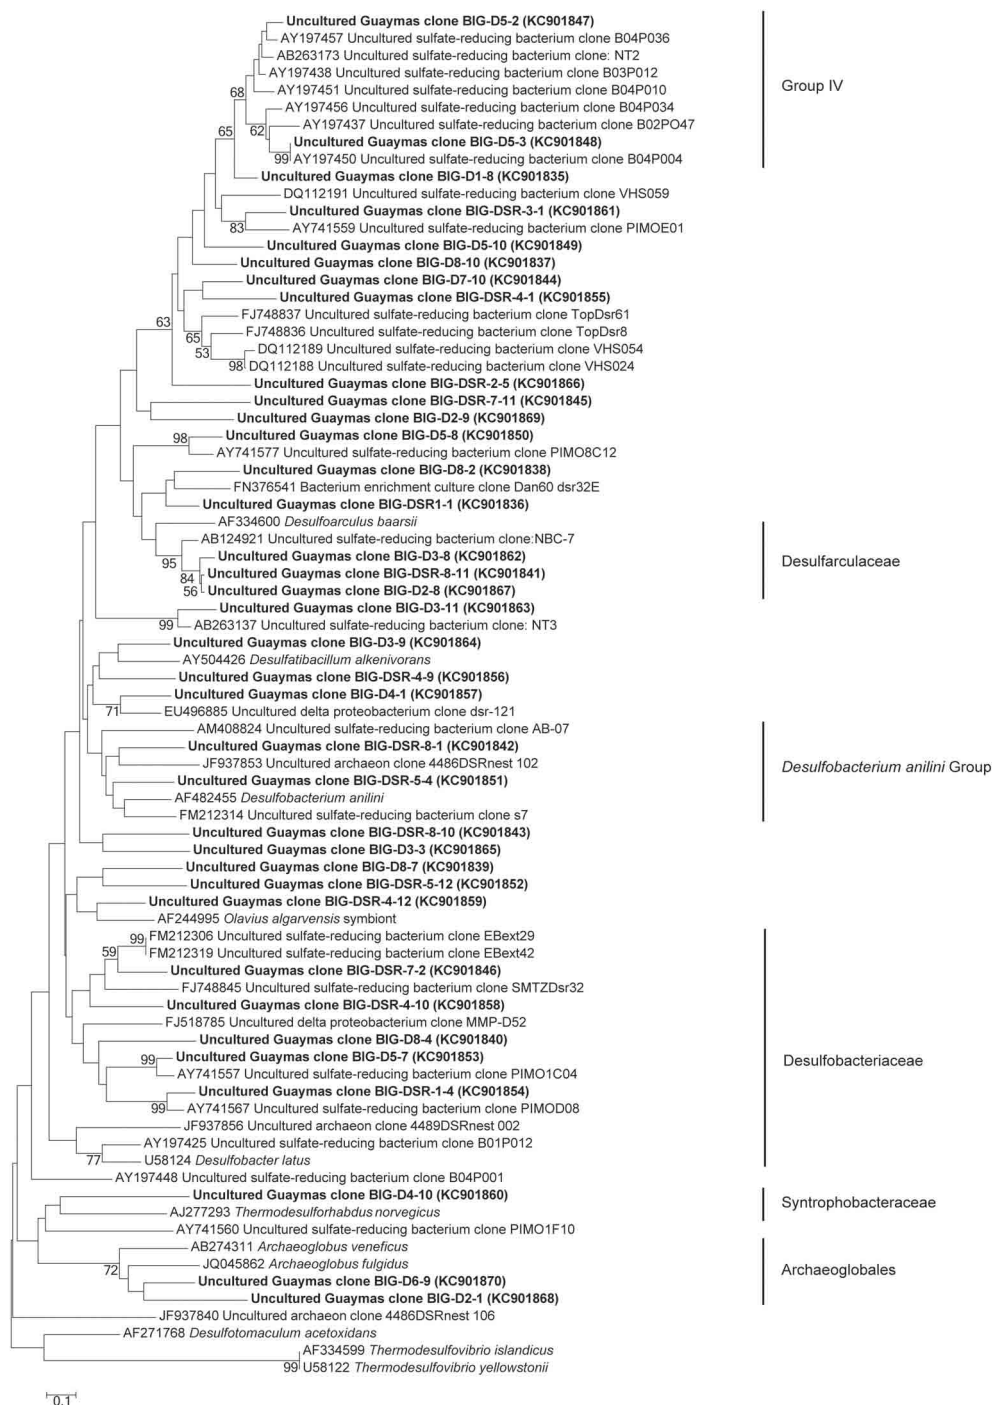 Uncultured Guaymas clone BIG-D5-2 (KC901847)
AY197457 Uncultured sulfate-reducing bacterium clone B04P036
AB263173 Uncultured sulfate-reducing bacterium clone: NT2
AY197438 Uncultured sulfate-reducing bacterium clone B03P012
AY197451 Uncultured sulfate-reducing bacterium clone B04P010
68
Group IV
AY197456 Uncultured sulfate-reducing bacterium clone B04P034
AY197437 Uncultured sulfate-reducing bacterium clone B02PO47
62
65
Uncultured Guaymas clone BIG-D5-3 (KC901848)
99 AY197450 Uncultured sulfate-reducing bacterium clone B04P004
Uncultured Guaymas clone BIG-D1-8 (KC901835)
DQ112191 Uncultured sulfate-reducing bacterium clone VHS059
Uncultured Guaymas clone BIG-DSR-3-1 (KC901861)
83 AY741559 Uncultured sulfate-reducing bacterium clone PIMOE01
Uncultured Guaymas clone BIG-D5-10 (KC901849)
Uncultured Guaymas clone BIG-D8-10 (KC901837)
Uncultured Guaymas clone BIG-D7-10 (KC901844)
Uncultured Guaymas clone BIG-DSR-4-1 (KC901855)
FJ748837 Uncultured sulfate-reducing bacterium clone TopDsr61
63
65
FJ748836 Uncultured sulfate-reducing bacterium clone TopDsr8
53
DQ112189 Uncultured sulfate-reducing bacterium clone VHS054
98 DQ112188 Uncultured sulfate-reducing bacterium clone VHS024
Uncultured Guaymas clone BIG-DSR-2-5 (KC901866)
Uncultured Guaymas clone BIG-DSR-7-11 (KC901845)
Uncultured Guaymas clone BIG-D2-9 (KC901869)
98
Uncultured Guaymas clone BIG-D5-8 (KC901850)
AY741577 Uncultured sulfate-reducing bacterium clone PIMO8C12
Uncultured Guaymas clone BIG-D8-2 (KC901838)
FN376541 Bacterium enrichment culture clone Dan60 dsr32E
Uncultured Guaymas clone BIG-DSR1-1 (KC901836)
AF334600 Desulfoarculus baarsii
AB124921 Uncultured sulfate-reducing bacterium clone:NBC-7
95
Uncultured Guaymas clone BIG-D3-8 (KC901862)
Desulfarculaceae
84
Uncultured Guaymas clone BIG-DSR-8-11 (KC901841)
56 Uncultured Guaymas clone BIG-D2-8 (KC901867)
Uncultured Guaymas clone BIG-D3-11 (KC901863)
99 AB263137 Uncultured sulfate-reducing bacterium clone: NT3
Uncultured Guaymas clone BIG-D3-9 (KC901864)
AY504426 Desulfatibacillum alkenivorans
Uncultured Guaymas clone BIG-DSR-4-9 (KC901856)
Uncultured Guaymas clone BIG-D4-1 (KC901857)
71 EU496885 Uncultured delta proteobacterium clone dsr-121
AM408824 Uncultured sulfate-reducing bacterium clone AB-07
Uncultured Guaymas clone BIG-DSR-8-1 (KC901842)
JF937853 Uncultured archaeon clone 4486DSRnest 102
Desulfobacterium anilini Group
Uncultured Guaymas clone BIG-DSR-5-4 (KC901851)
AF482455 Desulfobacterium anilini
FM212314 Uncultured sulfate-reducing bacterium clone s7
Uncultured Guaymas clone BIG-DSR-8-10 (KC901843)
Uncultured Guaymas clone BIG-D3-3 (KC901865)
Uncultured Guaymas clone BIG-D8-7 (KC901839)
Uncultured Guaymas clone BIG-DSR-5-12 (KC901852)
Uncultured Guaymas clone BIG-DSR-4-12 (KC901859)
AF244995 Olavius algarvensis symbiont
99 FM212306 Uncultured sulfate-reducing bacterium clone EBext29
59
FM212319 Uncultured sulfate-reducing bacterium clone EBext42
Uncultured Guaymas clone BIG-DSR-7-2 (KC901846)
FJ748845 Uncultured sulfate-reducing bacterium clone SMTZDsr32
Uncultured Guaymas clone BIG-DSR-4-10 (KC901858)
FJ518785 Uncultured delta proteobacterium clone MMP-D52
Uncultured Guaymas clone BIG-D8-4 (KC901840)
99 Uncultured Guaymas clone BIG-D5-7 (KC901853)
Desulfobacteriaceae
AY741557 Uncultured sulfate-reducing bacterium clone PIMO1C04
Uncultured Guaymas clone BIG-DSR-1-4 (KC901854)
99 AY741567 Uncultured sulfate-reducing bacterium clone PIMOD08
JF937856 Uncultured archaeon clone 4489DSRnest 002
AY197425 Uncultured sulfate-reducing bacterium clone B01P012
77 U58124 Desulfobacter latus
AY197448 Uncultured sulfate-reducing bacterium clone B04P001
Uncultured Guaymas clone BIG-D4-10 (KC901860)
Syntrophobacteraceae
AJ277293 Thermodesulforhabdus norvegicus
AY741560 Uncultured sulfate-reducing bacterium clone PIMO1F10
AB274311 Archaeoglobus veneficus
72
JQ045862 Archaeoglobus fulgidus
Archaeoglobales
Uncultured Guaymas clone BIG-D6-9 (KC901870)
Uncultured Guaymas clone BIG-D2-1 (KC901868)
JF937840 Uncultured archaeon clone 4486DSRnest 106
AF271768 Desulfotomaculum acetoxidans
AF334599 Thermodesulfovibrio islandicus
99 U58122 Thermodesulfovibrio yellowstonii
0.1